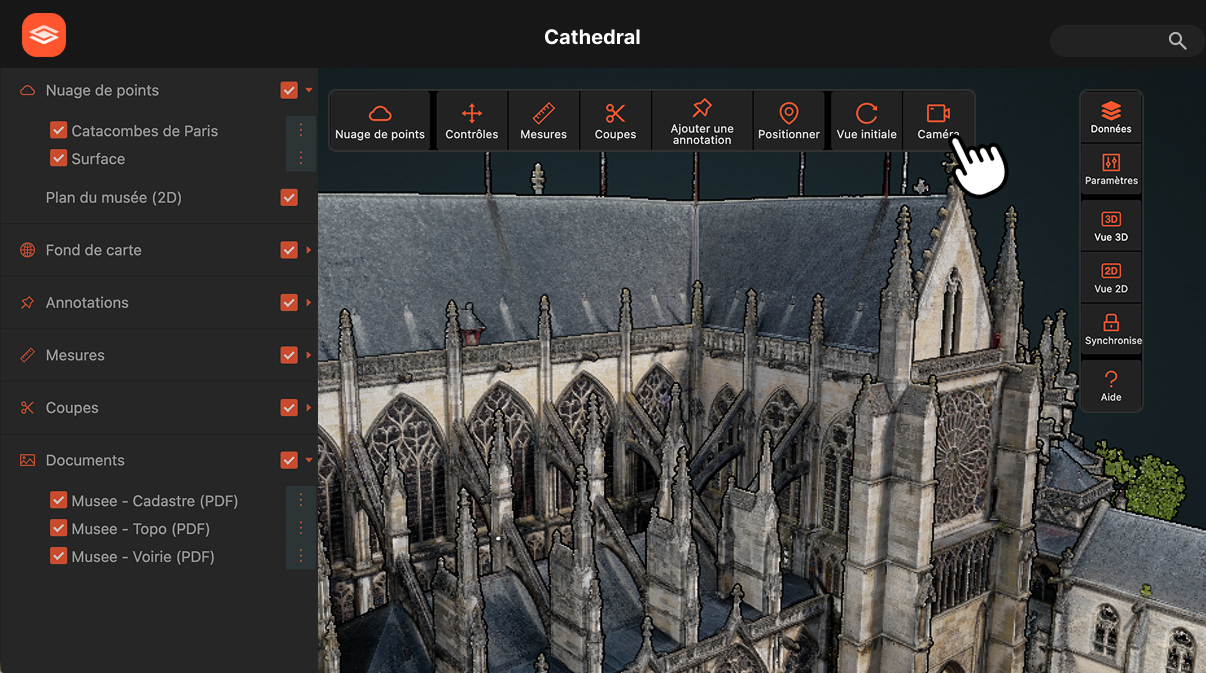 Cathedral
Nuage de points
Catacombes de Paris
Surface
Plan du musée (2D)
Fond de carte
Annotations
Mesures
Coupes
Documents
Musee - Cadastre (PDF)
Musee - Topo (PDF)
Musee - Voirie (PDF)
Nuage de points
Contrôles
Mesures
Coupes
Ajouter une
annotation
Positionner
Vue initiale
Caméra
Données
Paramètres
3D
Vue 3D
2D
Vue 2D
Synchronise
Aide